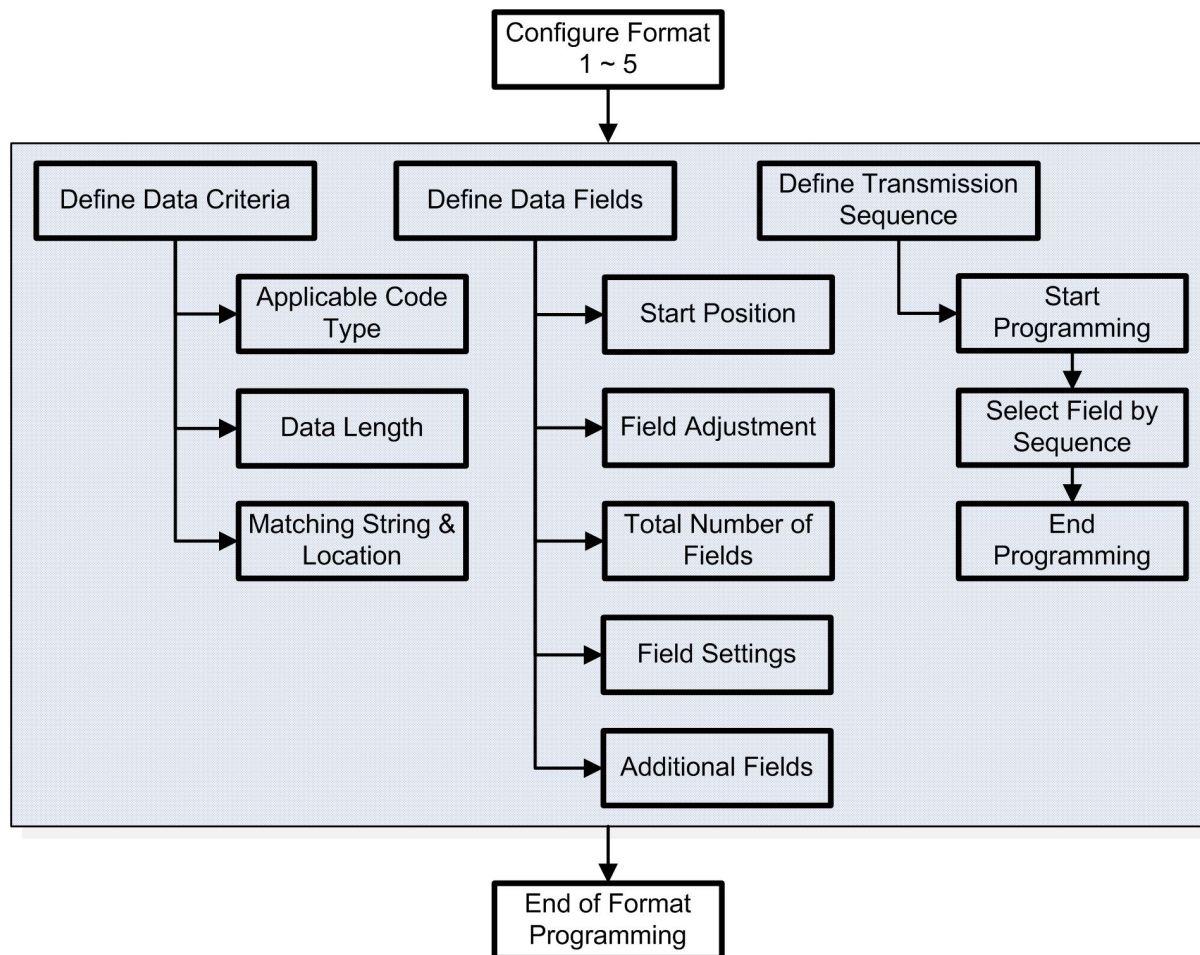 Configure Format
1 ~ 5
Define Data Criteria
Applicable Code
Type
Data Length
Matching String &
Location
Define Data Fields
Start Position
Field Adjustment
Total Number of
Fields
Field Settings
Additional Fields
Define Transmission
Sequence
Start
Programming
Select Field by
Sequence
End
Programming
End of Format
Programming